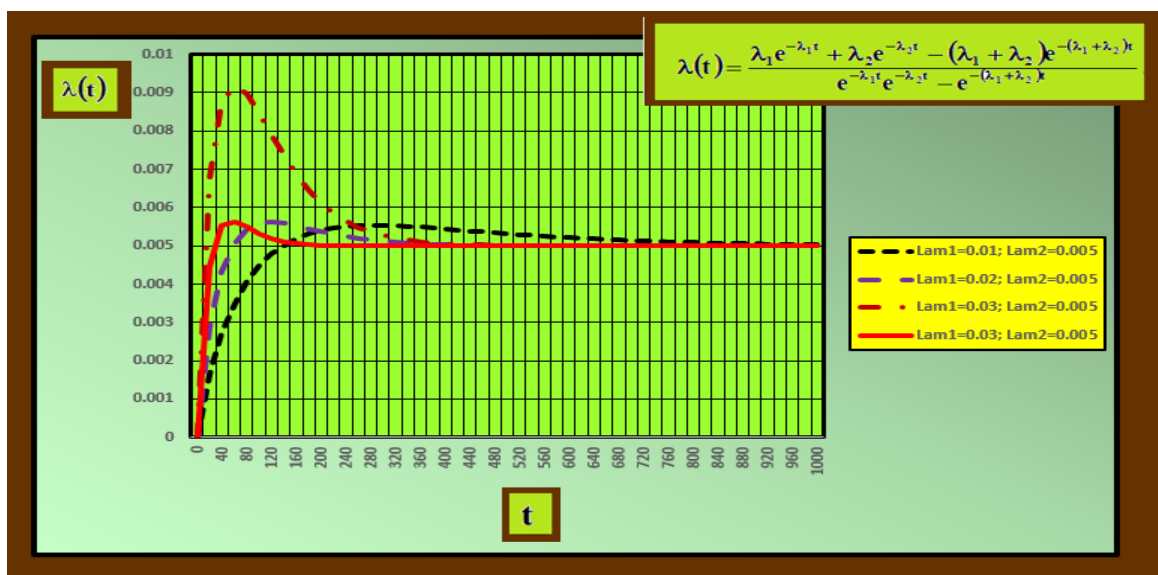 λ(t)
λ(t) = λ₁e^{-λ₁t} + λ₂e^{-λ₂t} - (λ₁ + λ₂)e^{-(λ₁+λ₂)t} / e^{-λ₁t}e^{-λ₂t} - e^{-(λ₁+λ₂)t}
0.01
0.009
0.008
0.007
0.006
0.005
0.004
0.003
0.002
0.001
0
0 40 80 120 160 200 240 280 320 360 400 440 480 520 560 600 640 680 720 760 800 840 880 920 960 1000
t
Lam1=0.01; Lam2=0.005
Lam1=0.02; Lam2=0.005
Lam1=0.03; Lam2=0.005
Lam1=0.03; Lam2=0.005